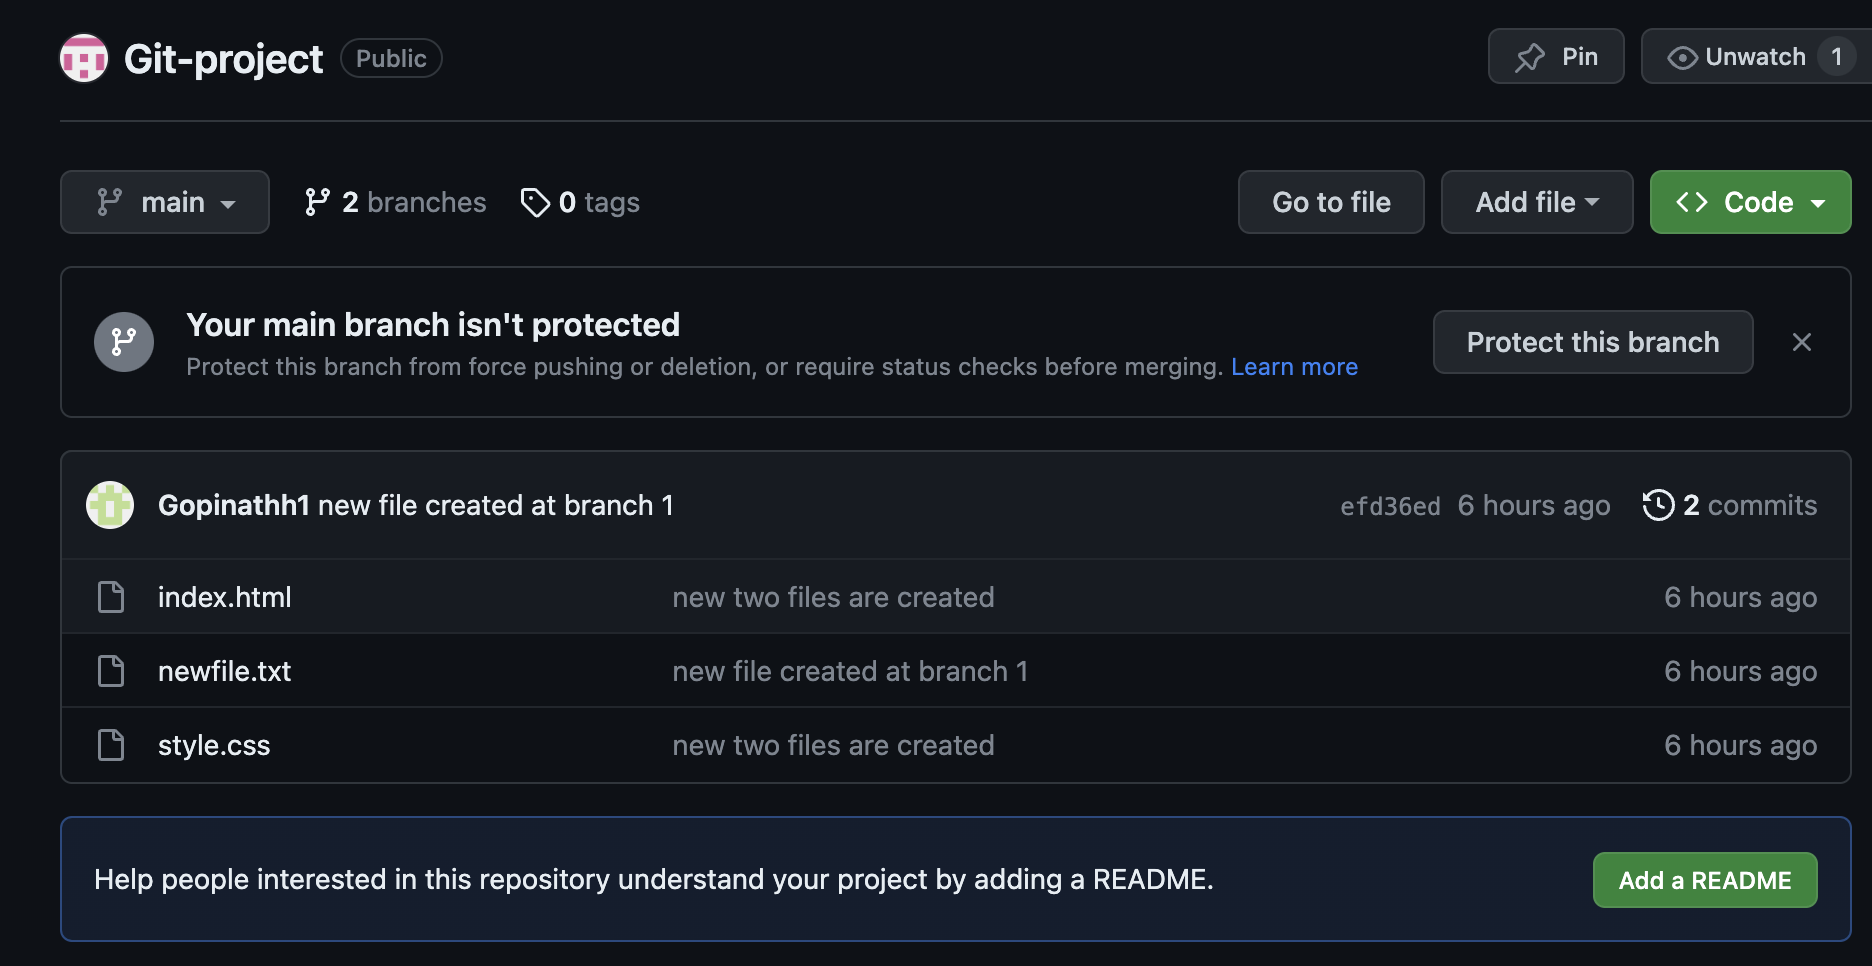 Git-project Public Pin Unwatch 1
main 2 branches 0 tags Go to file Add file <> Code
Your main branch isn't protected
Protect this branch from force pushing or deletion, or require status checks before merging. Learn more
Protect this branch
Gopinathh1 new file created at branch 1 efd36ed 6 hours ago 2 commits
index.html new two files are created 6 hours ago
newfile.txt new file created at branch 1 6 hours ago
style.css new two files are created 6 hours ago
Help people interested in this repository understand your project by adding a README. Add a README